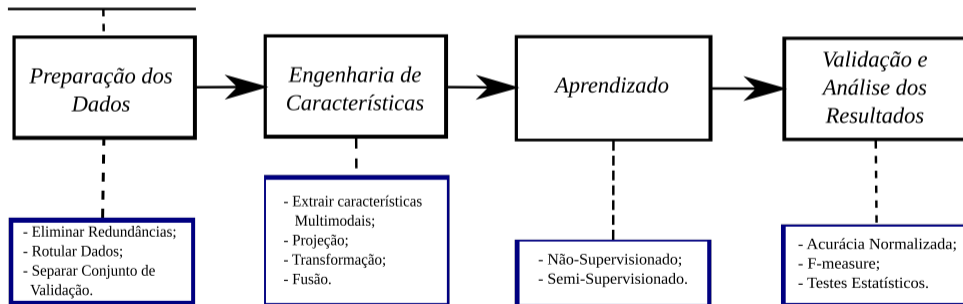 Preparação dos
Dados
Engenharia de
Características
Aprendizado
Validação e
Análise dos
Resultados
- Eliminar Redundâncias;
- Rotular Dados;
- Separar Conjunto de
Validação.
- Extrair características
Multimodais;
- Projeção;
- Transformação;
- Fusão.
- Não-Supervisionado;
- Semi-Supervisionado.
- Acurácia Normalizada;
- F-measure;
- Testes Estatísticos.